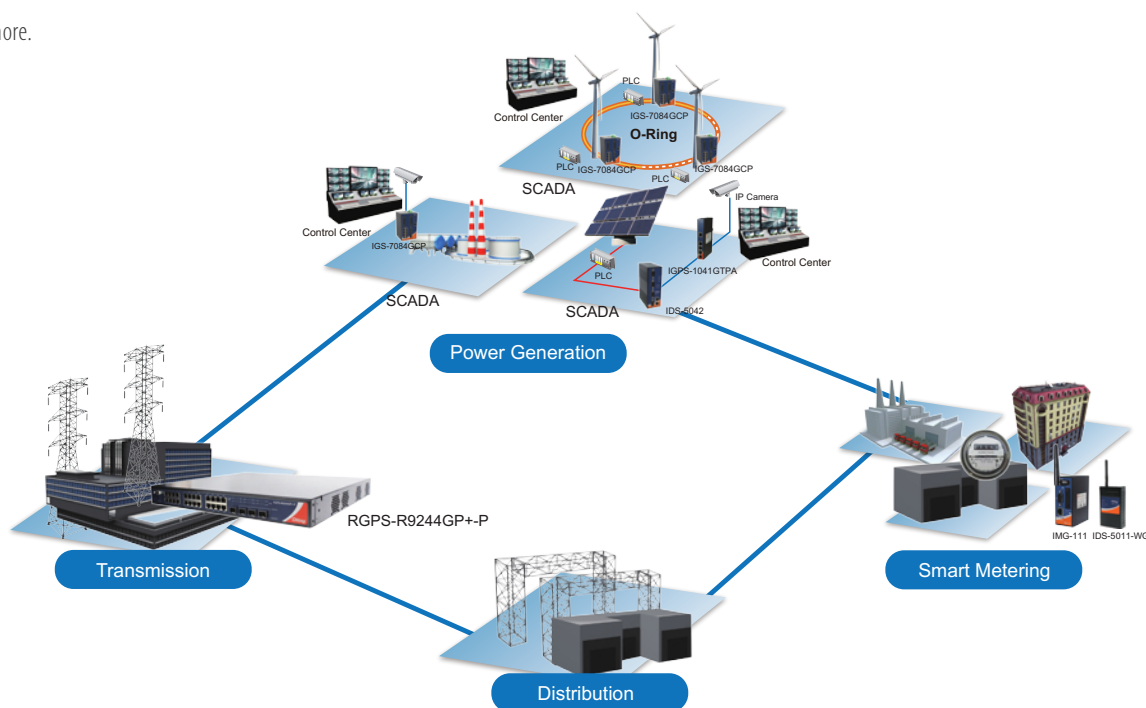 PLC
Control Center
IGS-7084GCP
O-Ring
PLC
IGS-7084GCP
IGS-7084GCP
PLC
SCADA
IP Camera
Control Center
IGS-7084GCP
IGPS-1041GTPA
Control Center
PLC
SCADA
SCADA
IDS-5042
Power Generation
RGPS-R9244GP+-P
IMG-111
Transmission
Smart Metering
Distribution